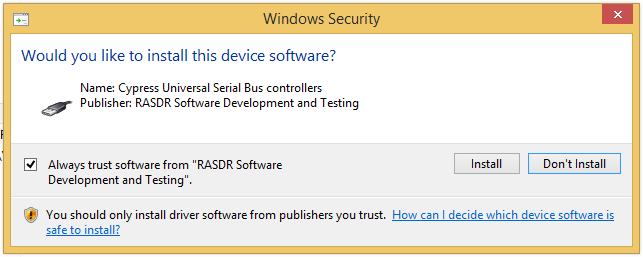 Windows Security
Would you like to install this device software?
Name: Cypress Universal Serial Bus controllers
Publisher: RASDR Software Development and Testing
Always trust software from "RASDR Software
Development and Testing".
Install
Don't Install
You should only install driver software from publishers you trust. How can I decide which device software is
safe to install?